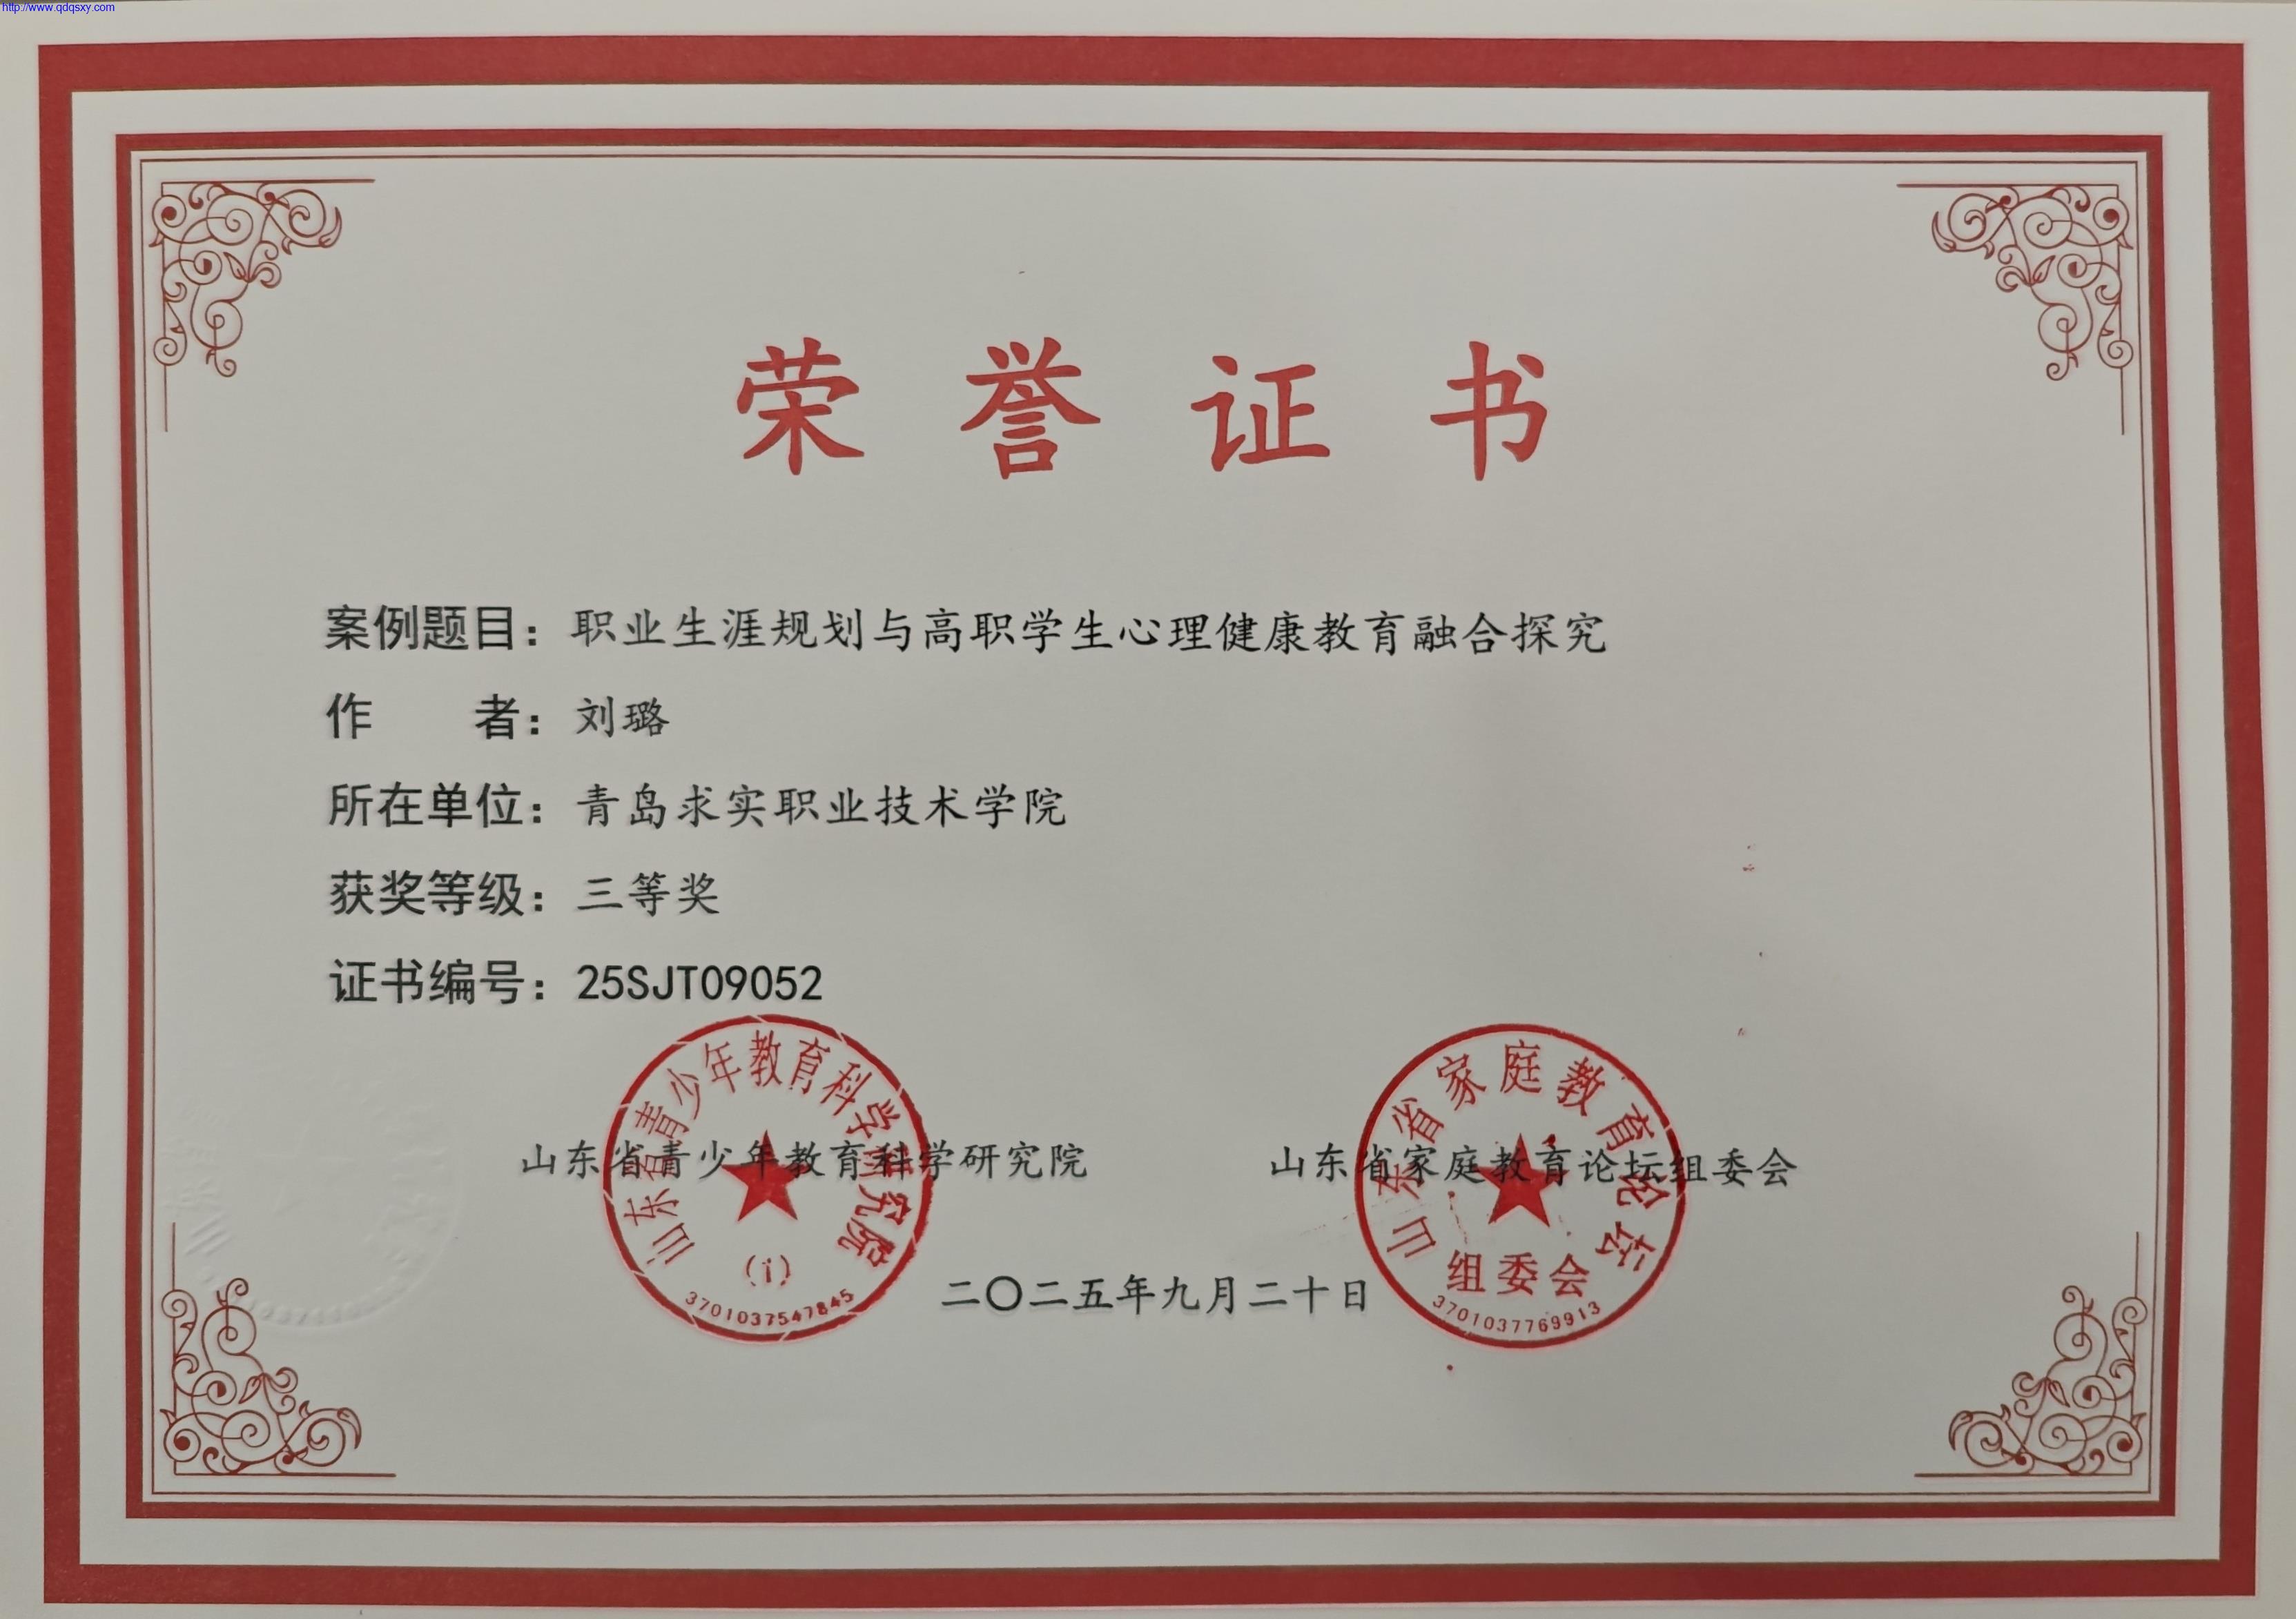 http://www.qdqsxy.com
荣誉证书
案例题目：职业生涯规划与高职学生心理健康教育融合探究
作　　者：刘璐
所在单位：青岛求实职业技术学院
获奖等级：三等奖
证书编号：25SJT09052
山东省青少年教育科学研究院
山东省家庭教育论坛组委会
二〇二五年九月二十日
山东省青少年教育科学研究院
(1)
3701037547845
山东省家庭教育论坛
组委会
3701037769913